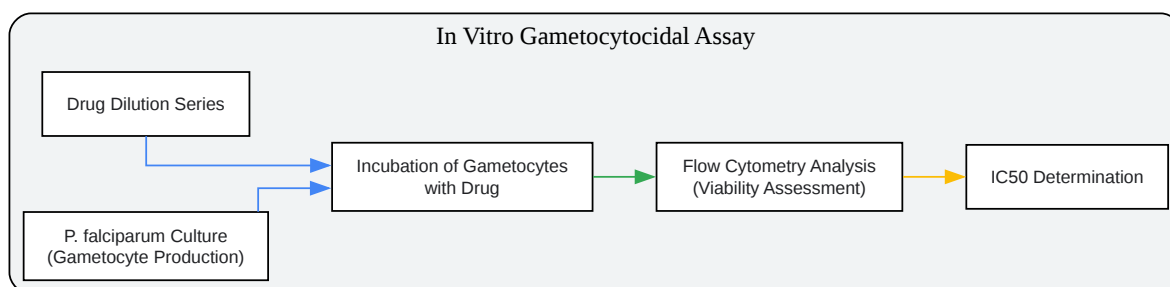 In Vitro Gametocytocidal Assay
Drug Dilution Series
P. falciparum Culture
(Gametocyte Production)
Incubation of Gametocytes
with Drug
Flow Cytometry Analysis
(Viability Assessment)
IC50 Determination